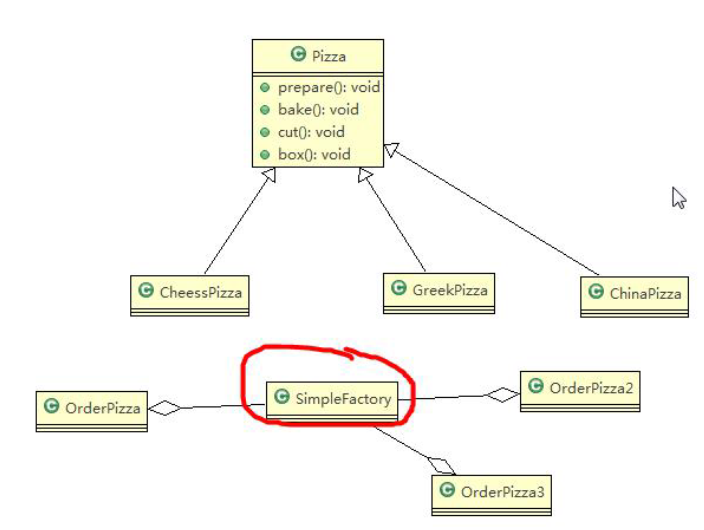 Pizza
prepare(): void
bake(): void
cut(): void
box(): void
CheessPizza
GreekPizza
ChinaPizza
OrderPizza
SimpleFactory
OrderPizza2
OrderPizza3